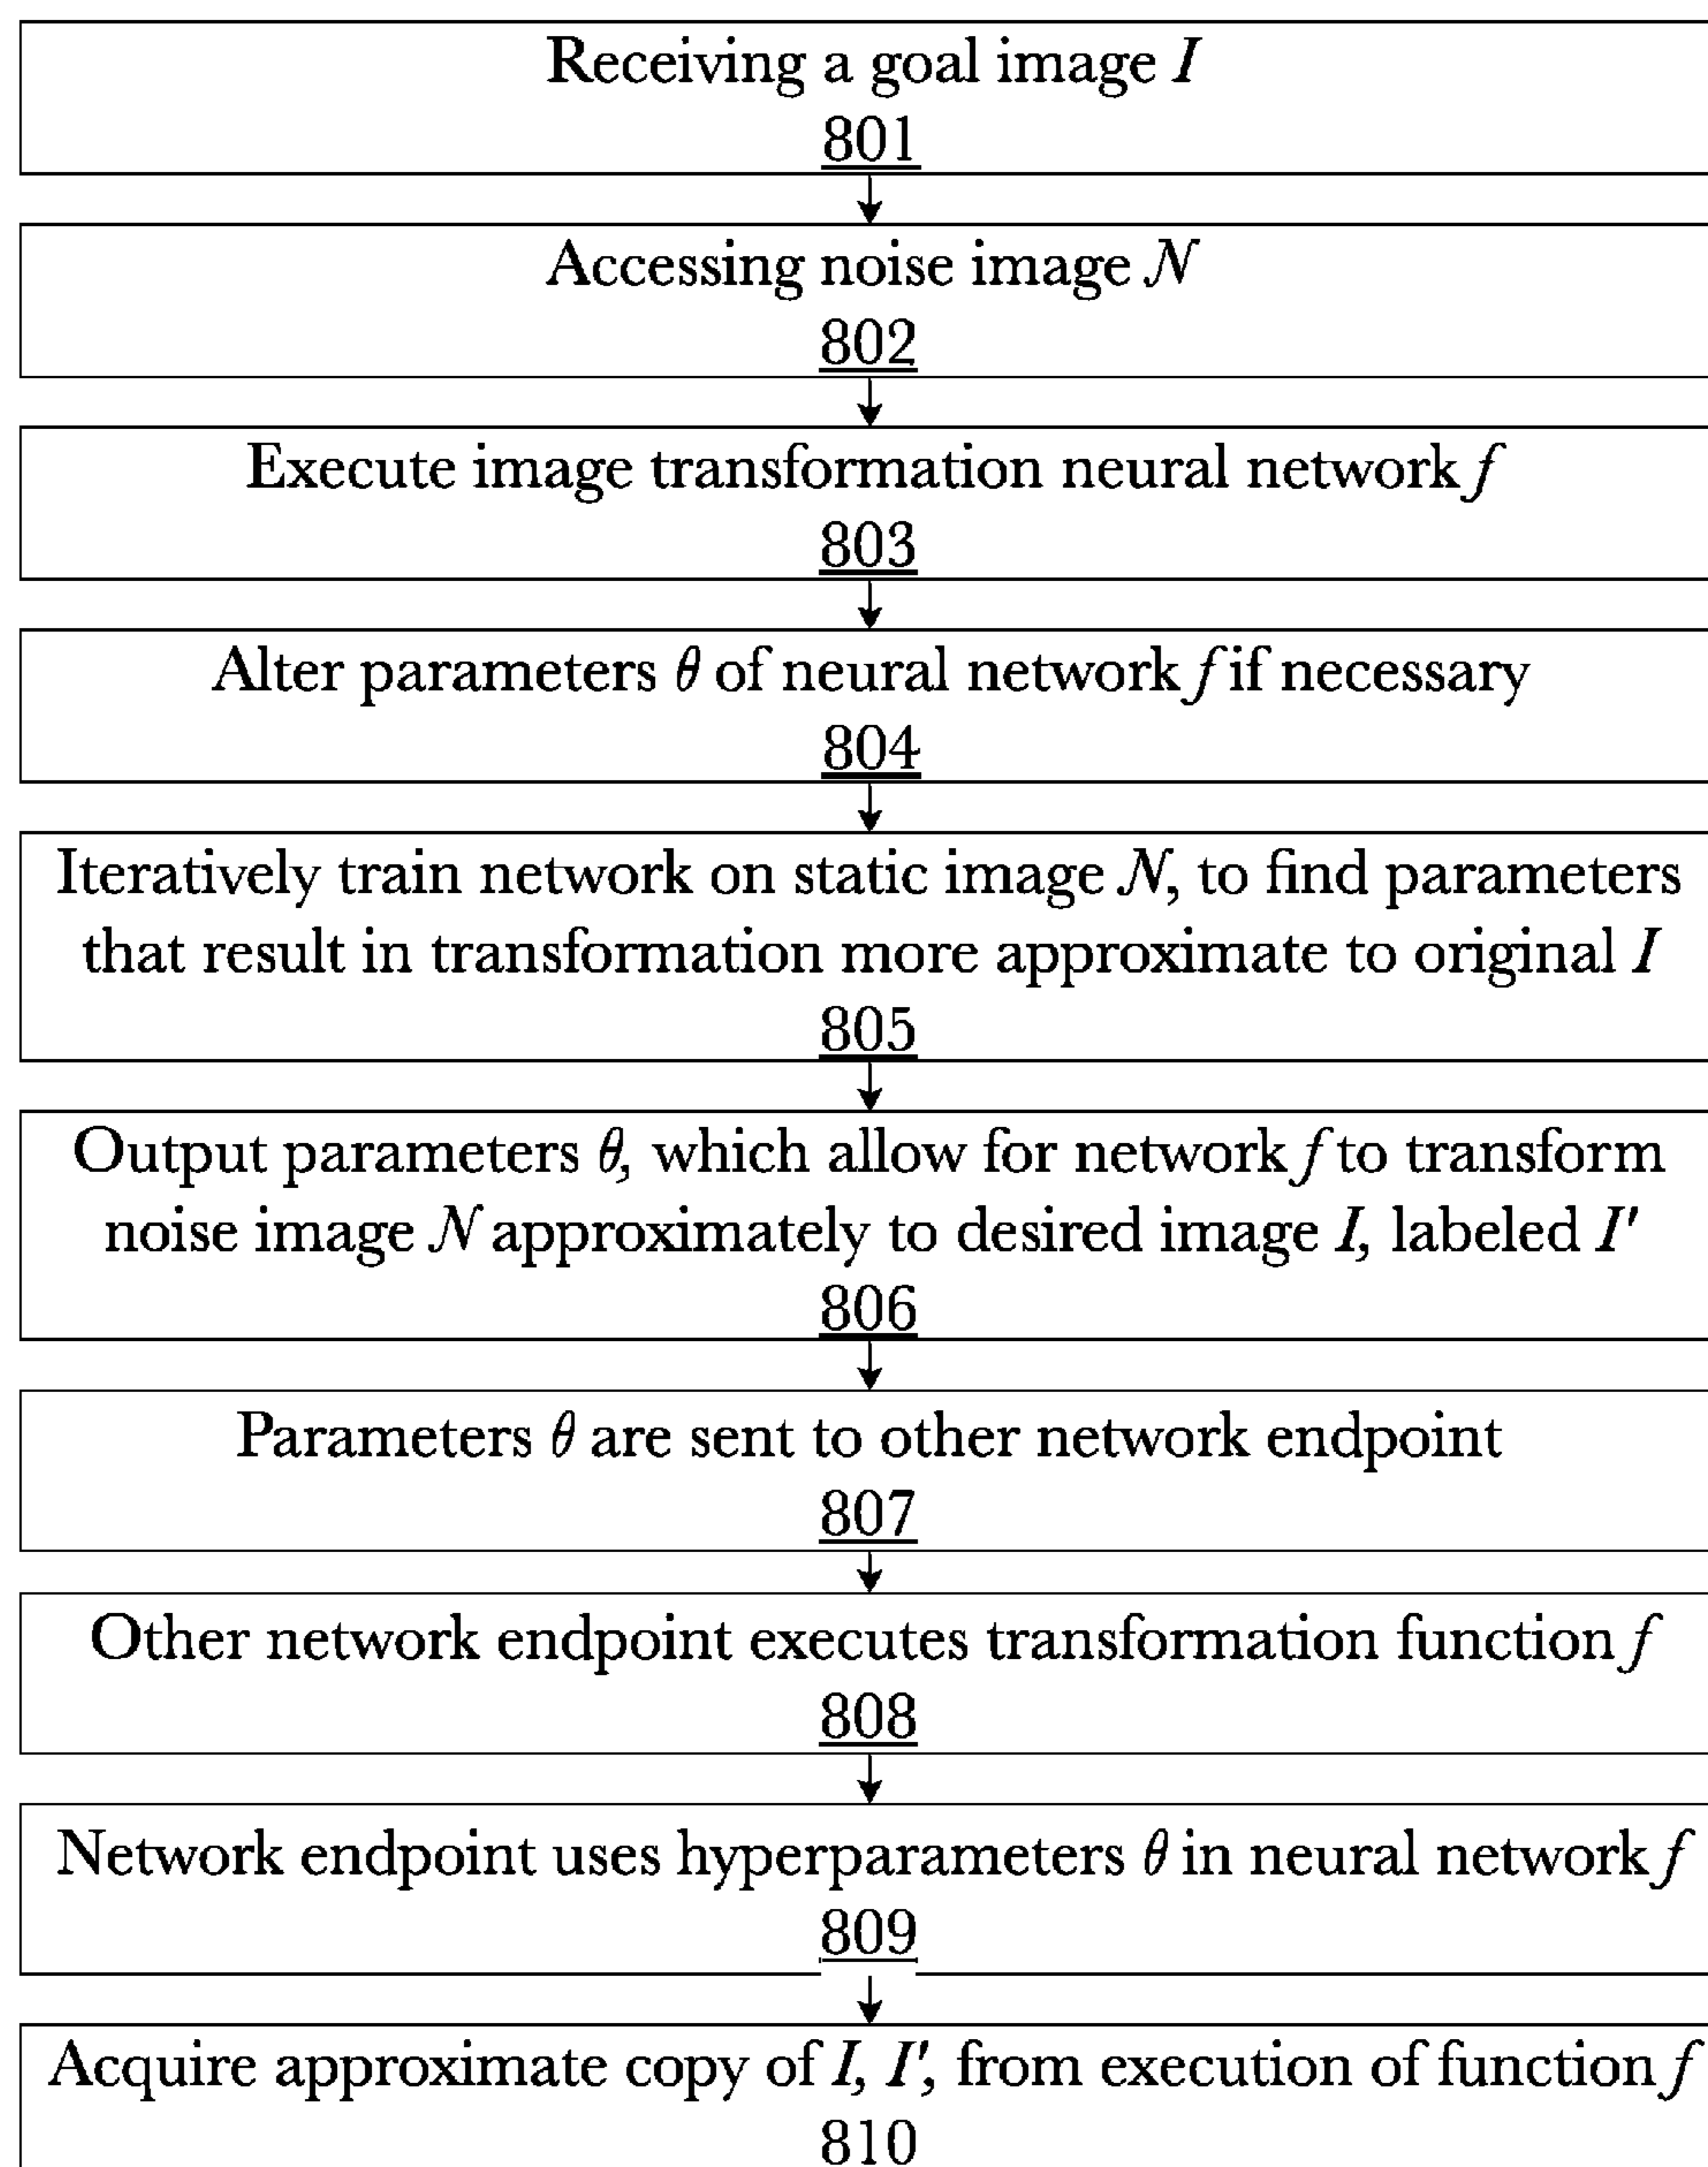 Receiving a goal image I
801
Accessing noise image 𝒩
802
Execute image transformation neural network f
803
Alter parameters θ of neural network f if necessary
804
Iteratively train network on static image 𝒩, to find parameters
that result in transformation more approximate to original I
805
Output parameters θ, which allow for network f to transform
noise image 𝒩 approximately to desired image I, labeled I'
806
Parameters θ are sent to other network endpoint
807
Other network endpoint executes transformation function f
808
Network endpoint uses hyperparameters θ in neural network f
809
Acquire approximate copy of I, I', from execution of function f
810